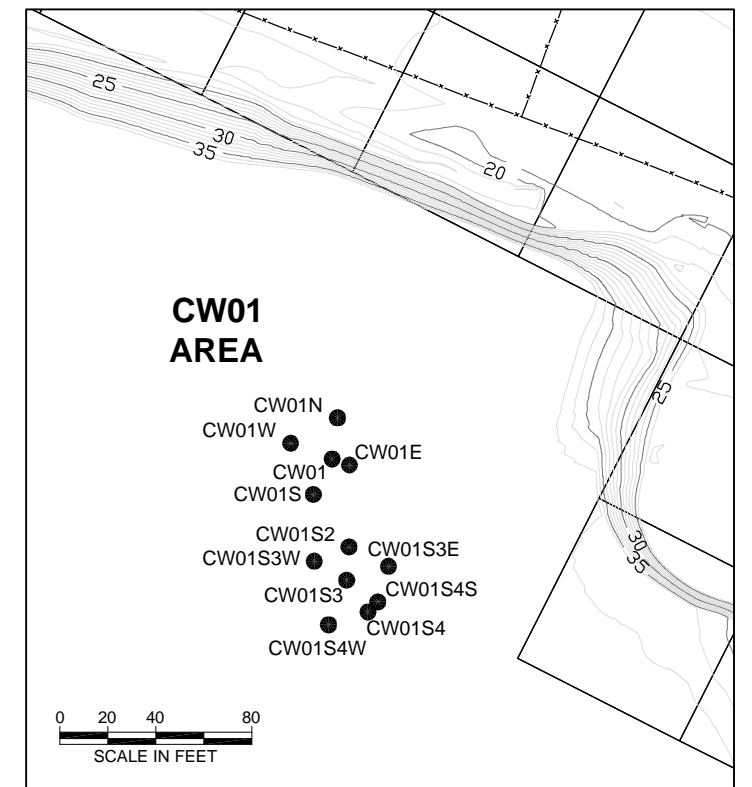 25
30
35
20
CW01
AREA
25
CW01N
CW01W
CW01E
CW01
CW01S
CW01S2
CW01S3E
CW01S3W
CW01S3
CW01S4S
CW01S4
CW01S4W
30
35
0 20 40 80
SCALE IN FEET